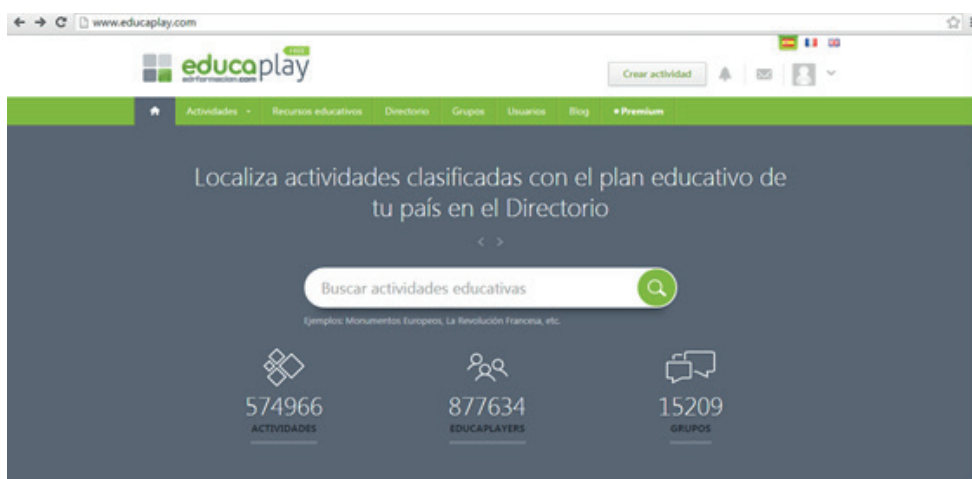 www.educaplay.com
FREE
educaplay
adrformacion.com
Crear actividad
Actividades Recursos educativos Directorio Grupos Usuarios Blog Premium
Localiza actividades clasificadas con el plan educativo de
tu país en el Directorio
< >
Buscar actividades educativas
Ejemplos: Monumentos Europeos, La Revolución Francesa, etc.
574966 877634 15209
ACTIVIDADES EDUCAPLAYERS GRUPOS